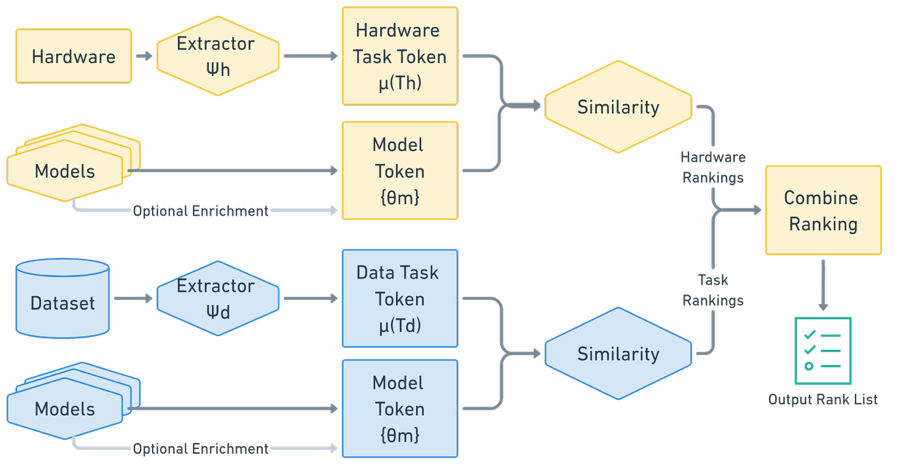 Hardware
Extractor
Ψh
Hardware
Task Token
μ(Th)
Similarity
Models
Model
Token
{θm}
Optional Enrichment
Hardware
Rankings
Combine
Ranking
Dataset
Extractor
Ψd
Data Task
Token
μ(Td)
Similarity
Task
Rankings
Models
Model
Token
{θm}
Optional Enrichment
Output Rank List